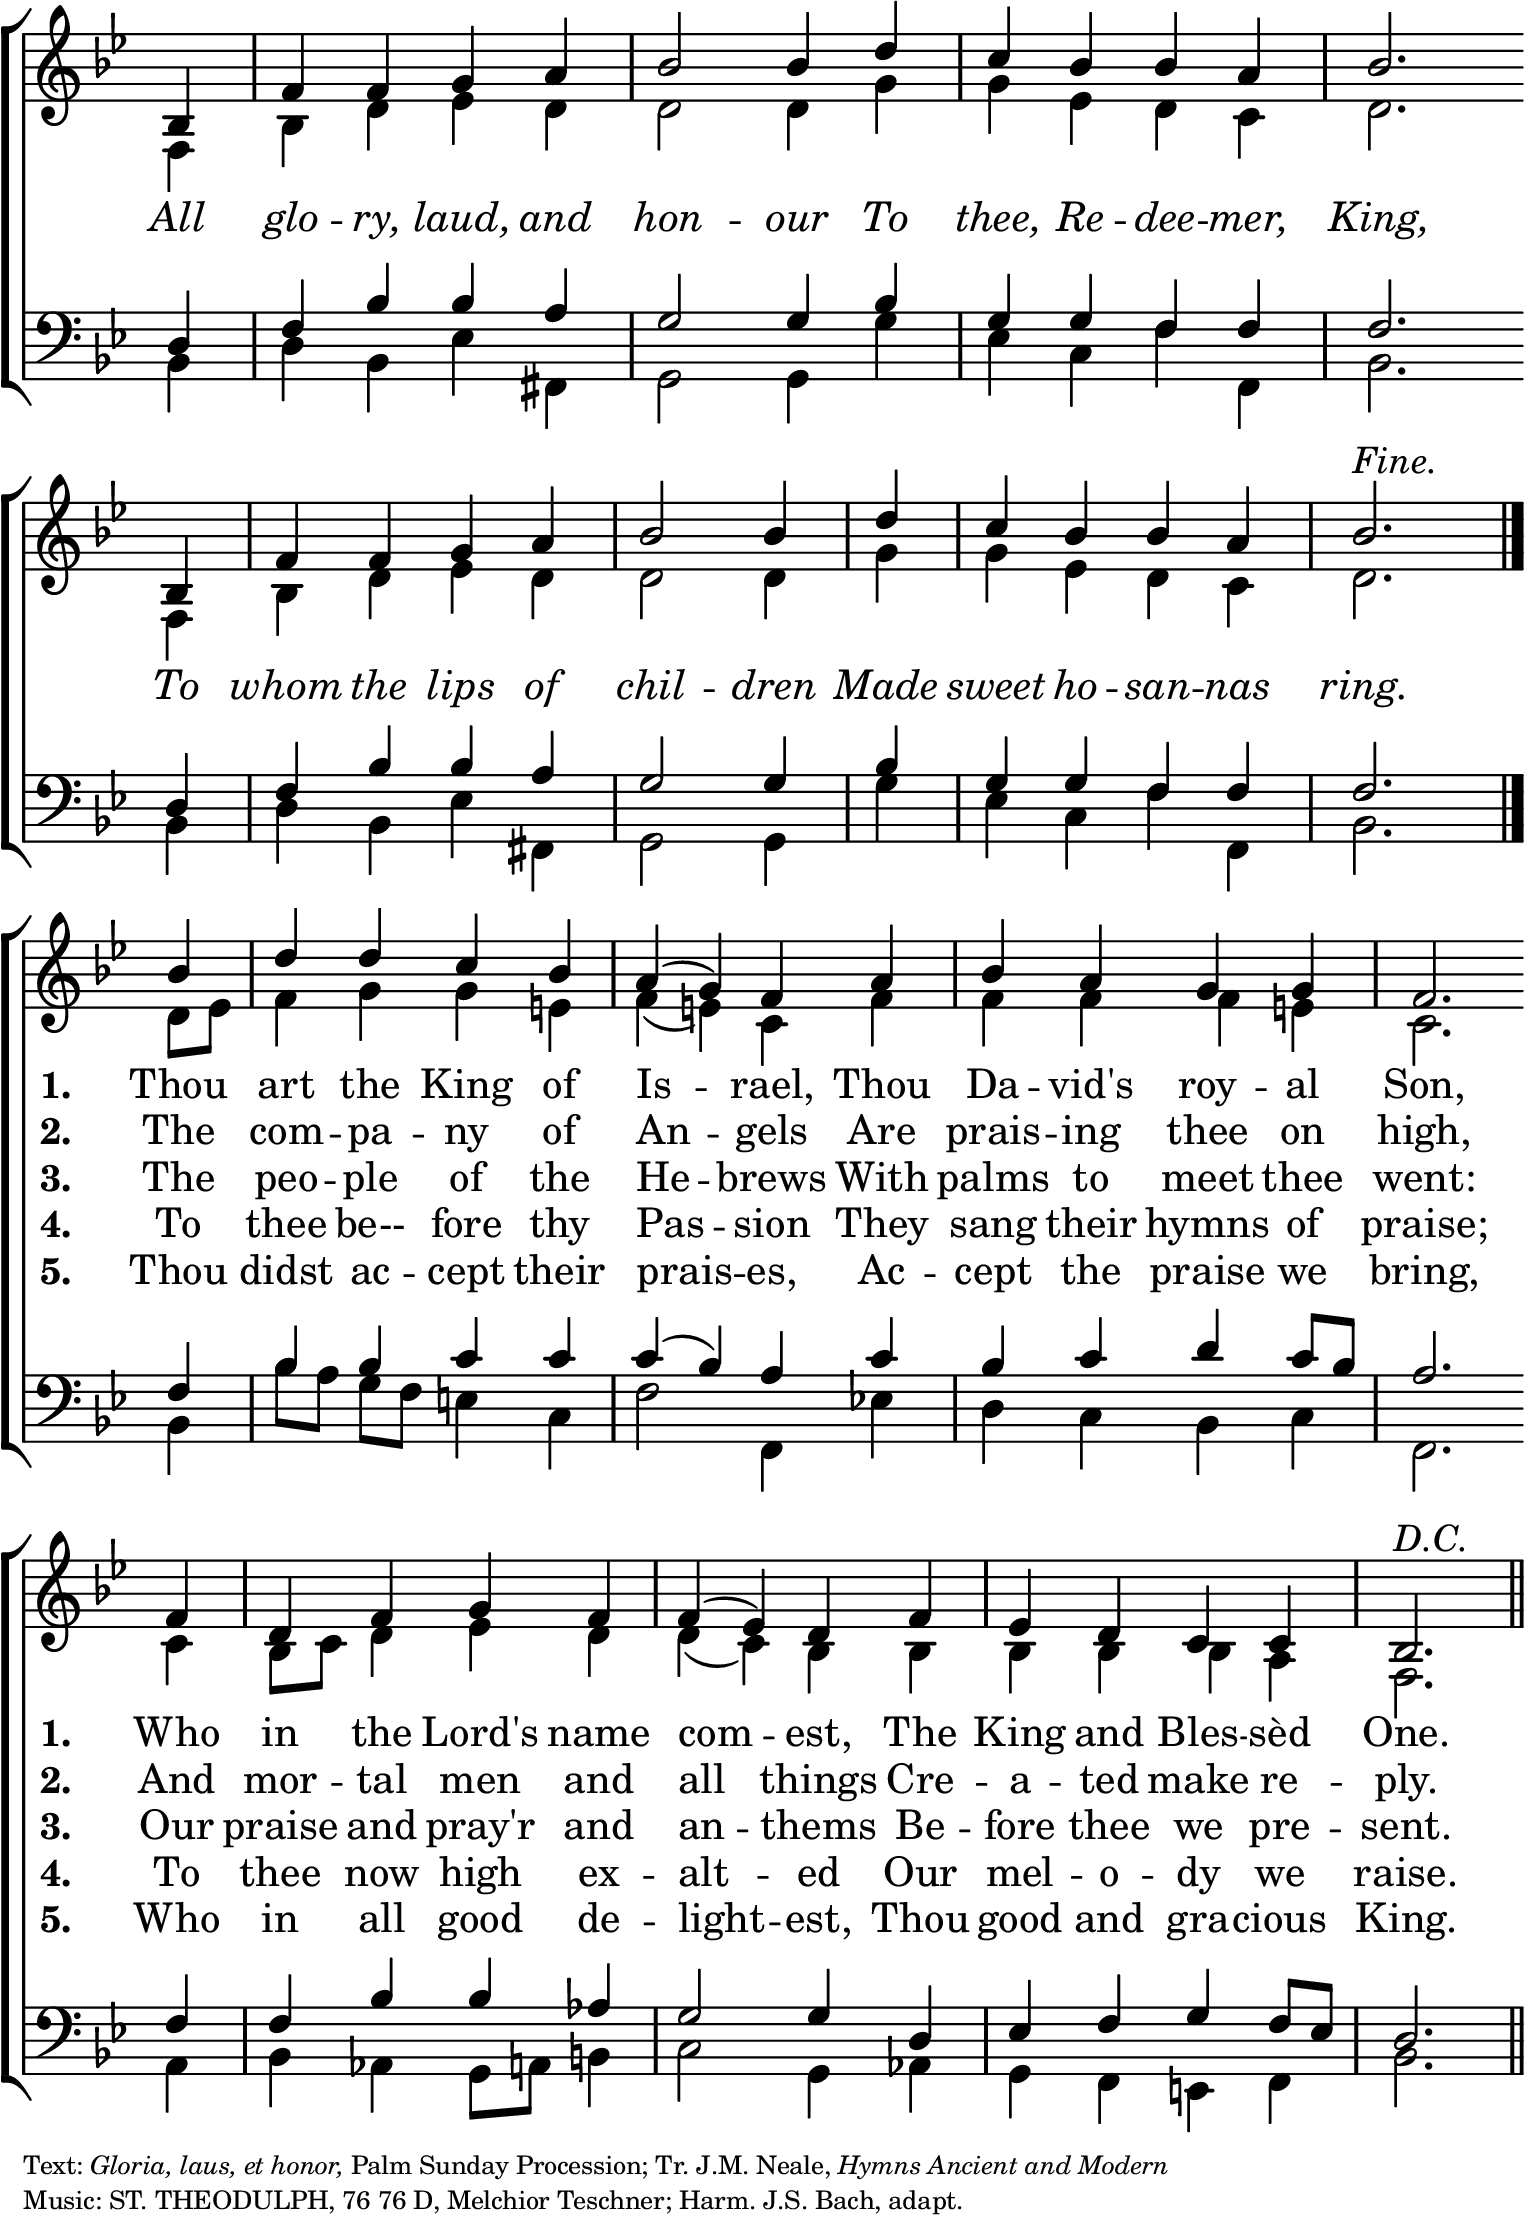 All glo - ry, laud, and hon - our To thee, Re - dee - mer, King,
Fine.
To whom the lips of chil - dren Made sweet ho - san - nas ring.
1. Thou art the King of Is - rael, Thou Da - vid's roy - al Son,
2. The com - pa - ny of An - gels Are prais - ing thee on high,
3. The peo - ple of the He - brews With palms to meet thee went:
4. To thee be-- fore thy Pas - sion They sang their hymns of praise;
5. Thou didst ac - cept their prais - es, Ac - cept the praise we bring,
D.C.
1. Who in the Lord's name com - est, The King and Bles - sèd One.
2. And mor - tal men and all things Cre - a - ted make re - ply.
3. Our praise and pray'r and an - thems Be - fore thee we pre - sent.
4. To thee now high ex - alt - ed Our mel - o - dy we raise.
5. Who in all good de - light - est, Thou good and gra - cious King.
Text: Gloria, laus, et honor, Palm Sunday Procession; Tr. J.M. Neale, Hymns Ancient and Modern
Music: ST. THEODULPH, 76 76 D, Melchior Teschner; Harm. J.S. Bach, adapt.